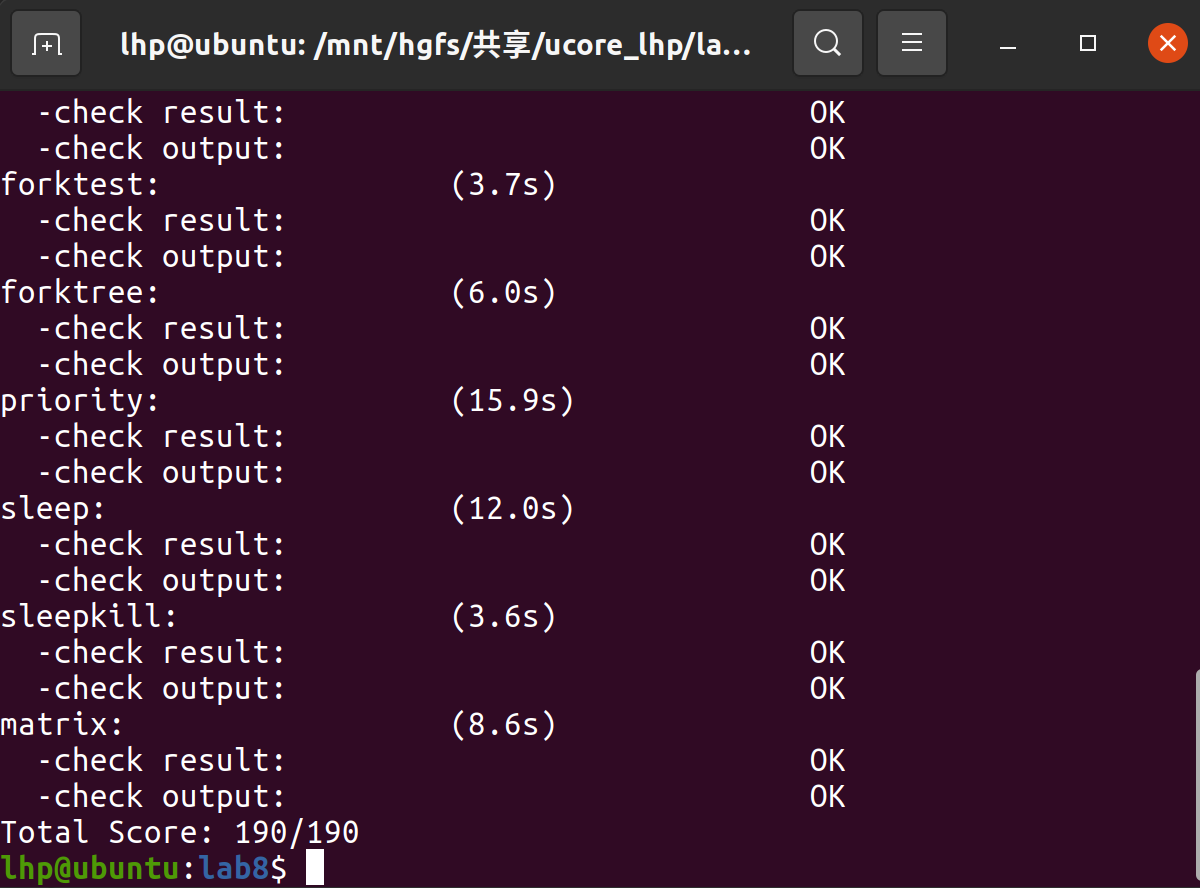 lhp@ubuntu: /mnt/hgfs/共享/ucore_lhp/la...
-check result: OK
-check output: OK
forktest: (3.7s)
-check result: OK
-check output: OK
forktree: (6.0s)
-check result: OK
-check output: OK
priority: (15.9s)
-check result: OK
-check output: OK
sleep: (12.0s)
-check result: OK
-check output: OK
sleepkill: (3.6s)
-check result: OK
-check output: OK
matrix: (8.6s)
-check result: OK
-check output: OK
Total Score: 190/190
lhp@ubuntu:lab8$